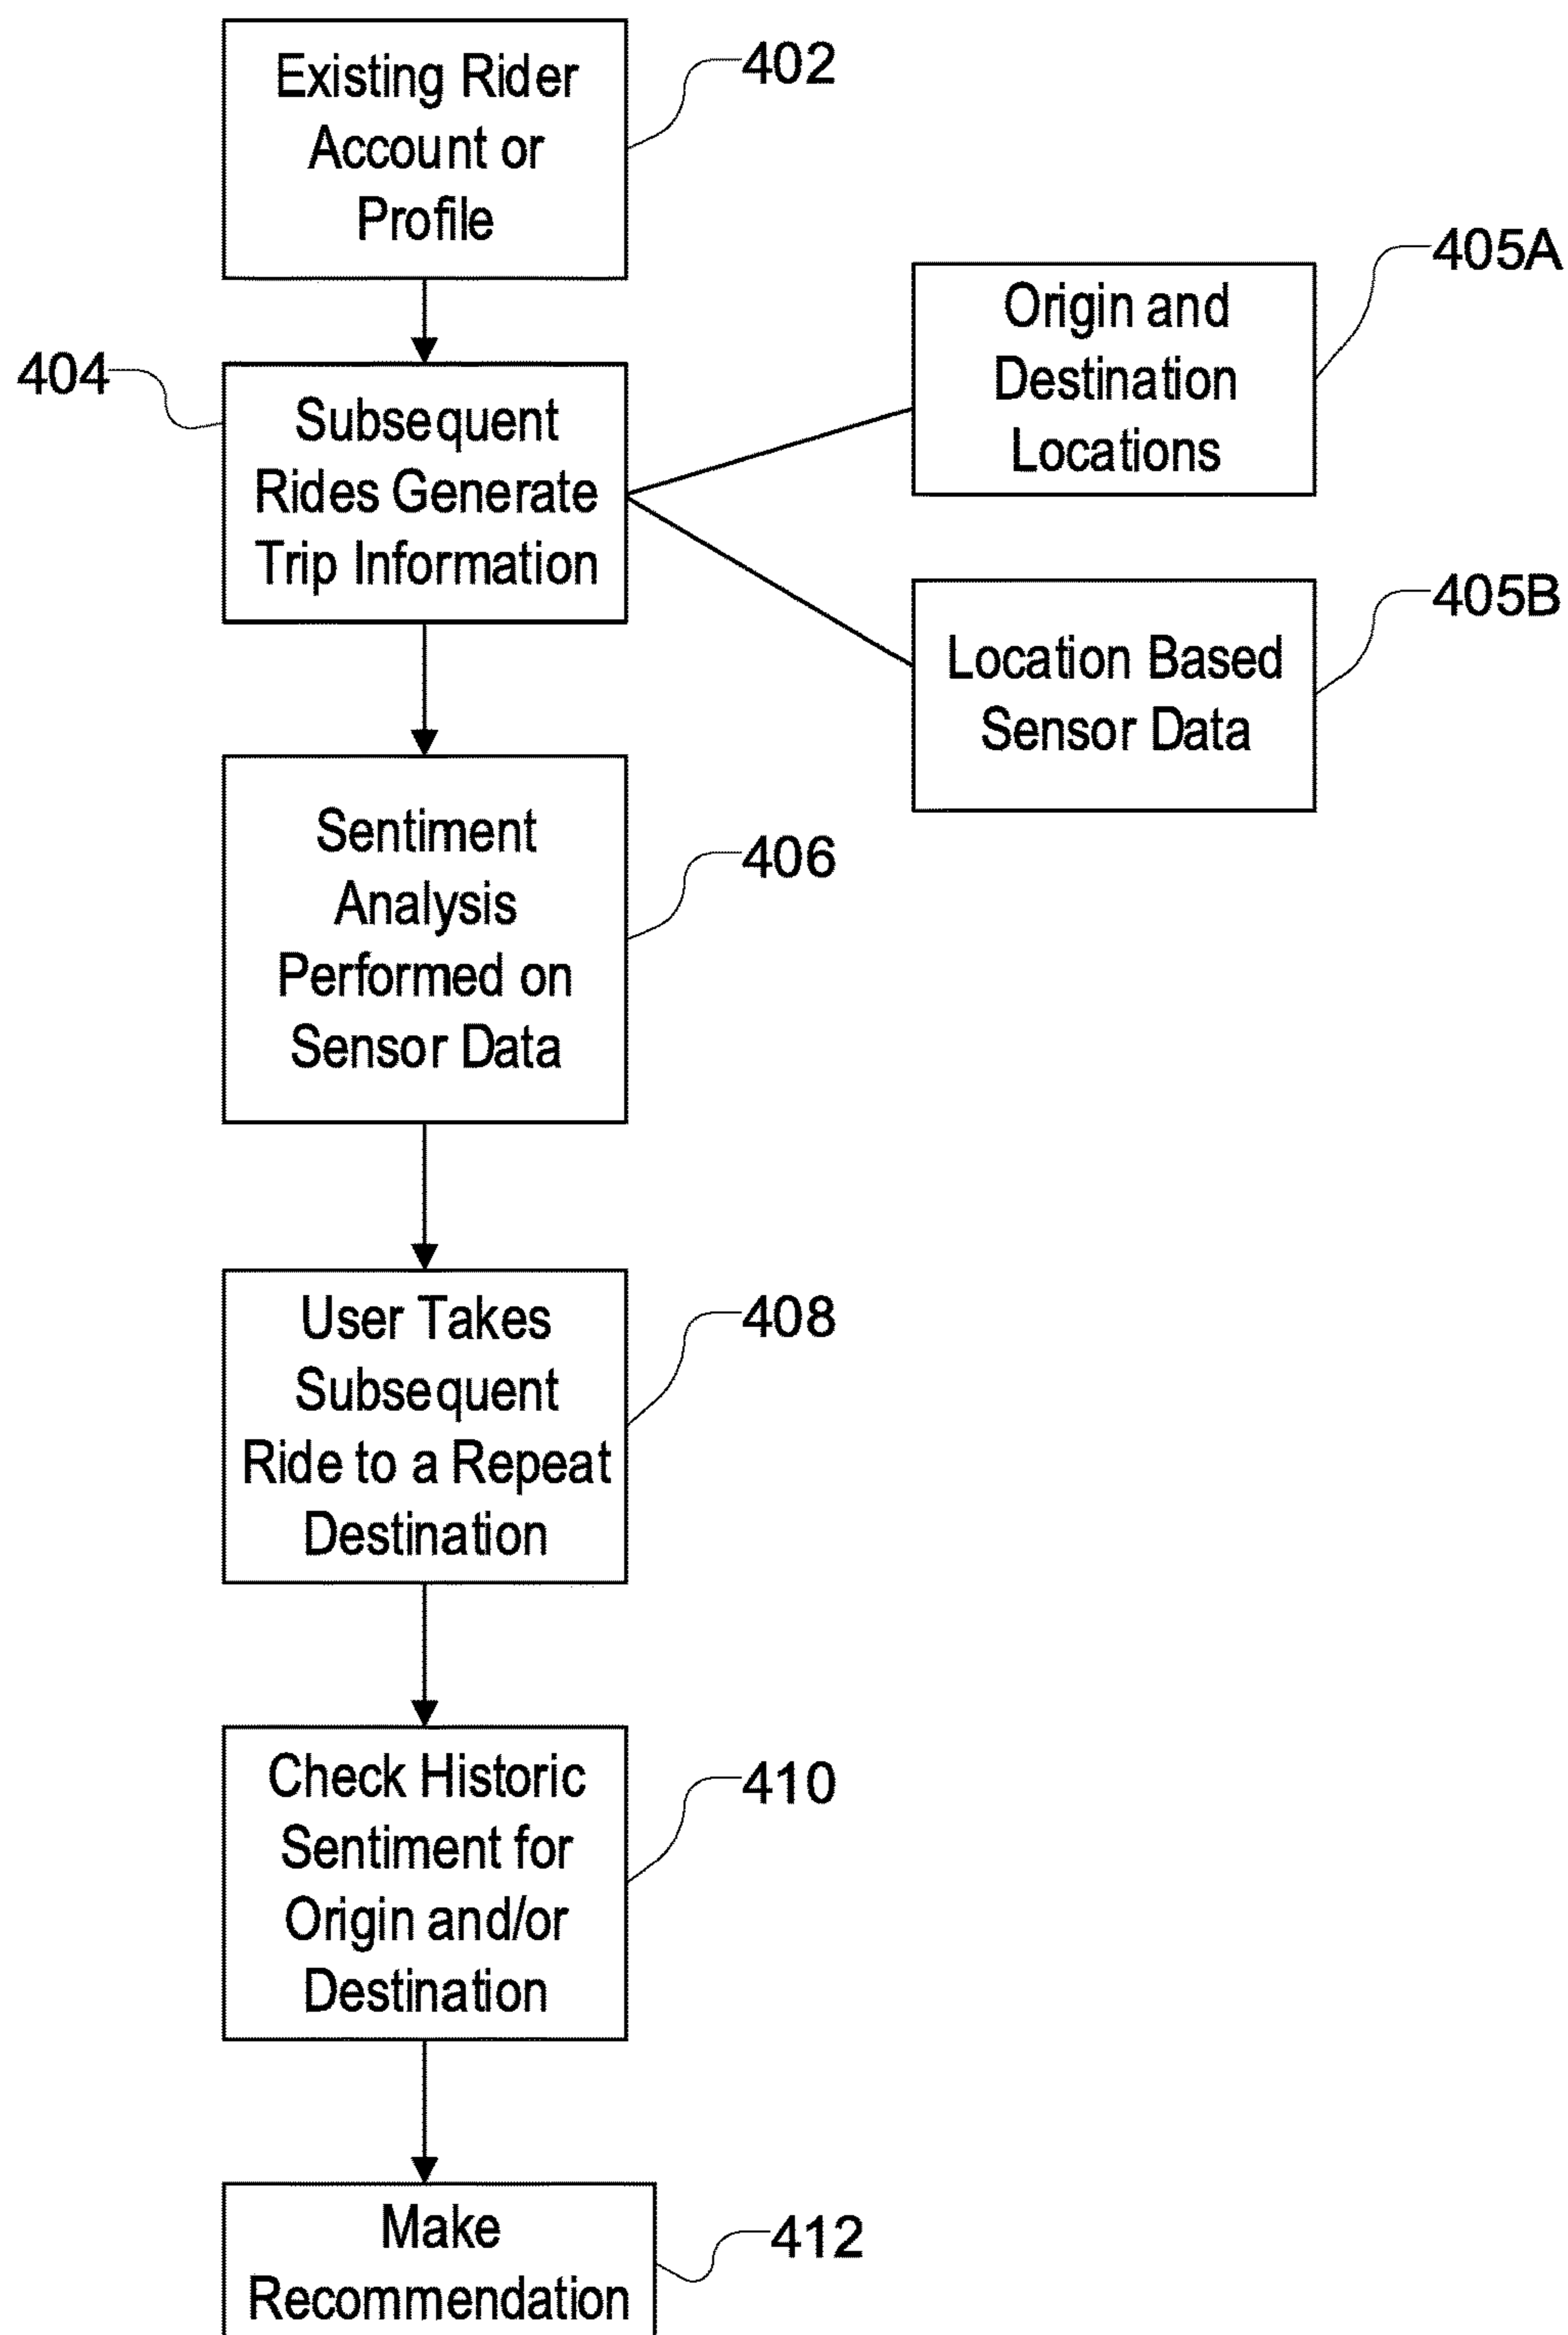 Existing Rider
Account or
Profile
402
404
Subsequent
Rides Generate
Trip Information
Origin and
Destination
Locations
405A
Location Based
Sensor Data
405B
Sentiment
Analysis
Performed on
Sensor Data
406
User Takes
Subsequent
Ride to a Repeat
Destination
408
Check Historic
Sentiment for
Origin and/or
Destination
410
Make
Recommendation
412